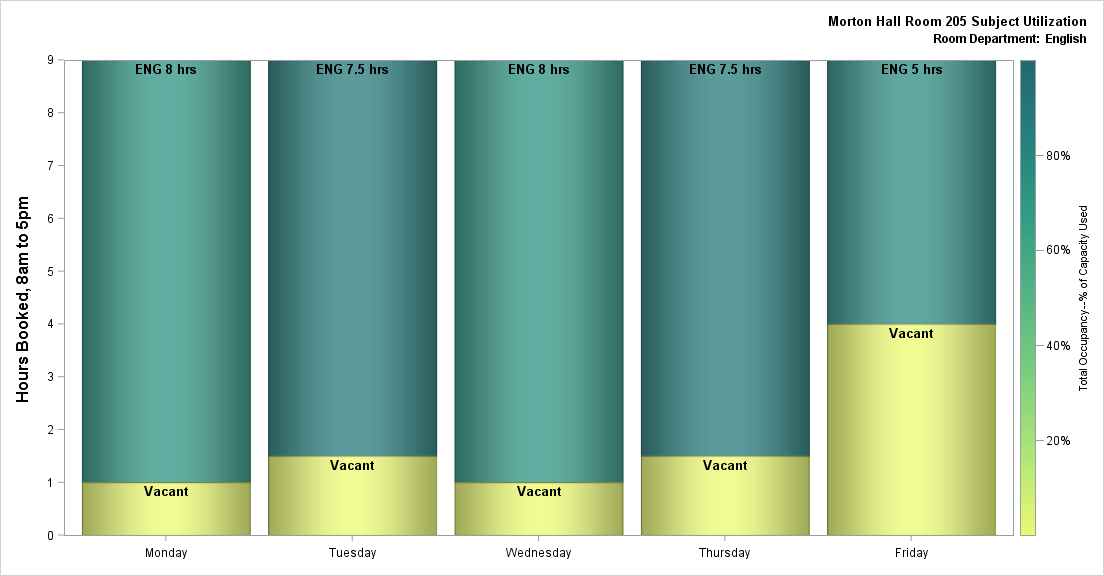 Morton Hall Room 205 Subject Utilization
Room Department: English
Hours Booked, 8am to 5pm
9
8
7
6
5
4
3
2
1
0
ENG 8 hrs
ENG 7.5 hrs
ENG 8 hrs
ENG 7.5 hrs
ENG 5 hrs
Vacant
Vacant
Vacant
Vacant
Vacant
Monday
Tuesday
Wednesday
Thursday
Friday
80%
60%
40%
20%
Total Occupancy--% of Capacity Used